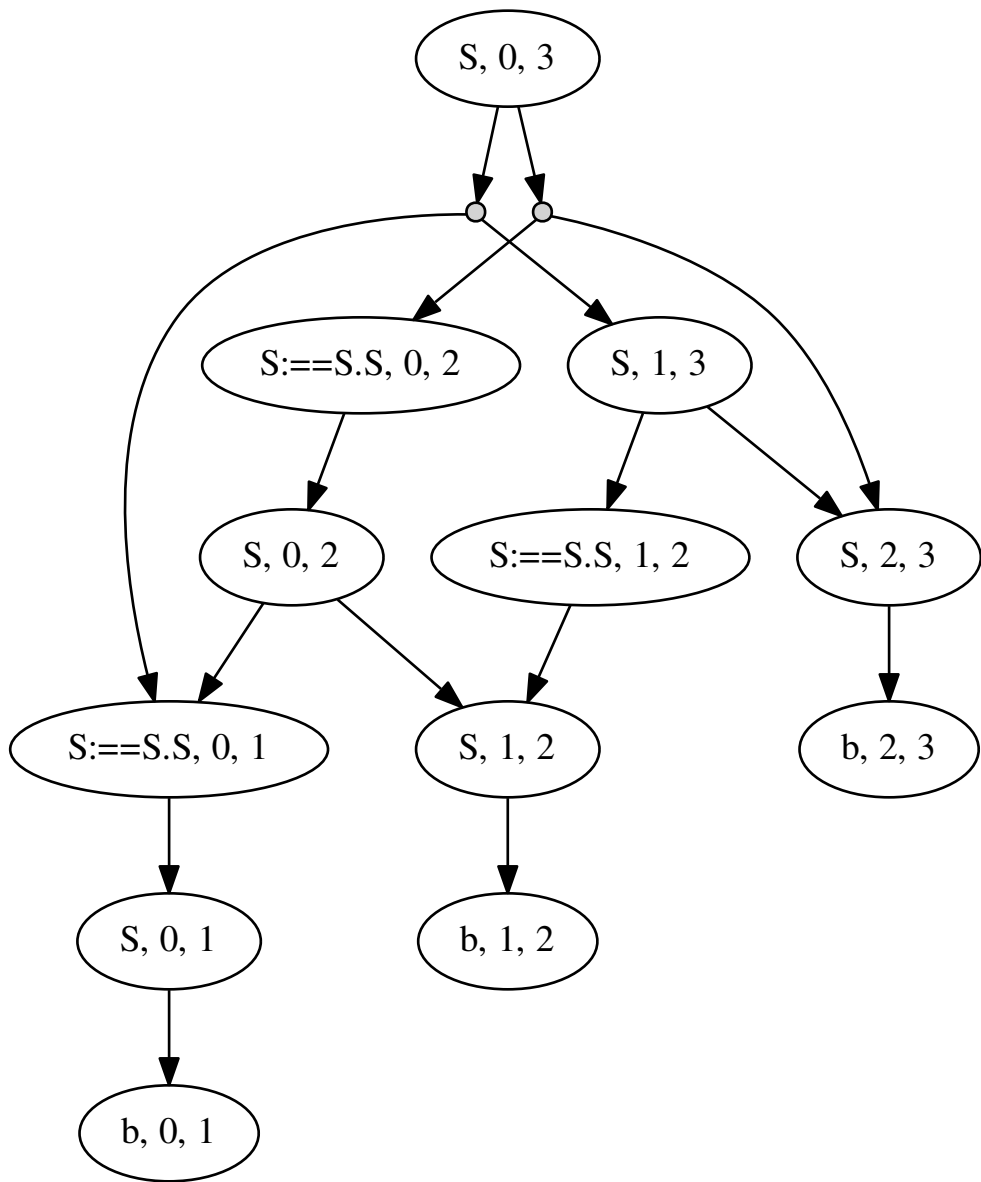 S, 0, 3
S:==S.S, 0, 2
S, 1, 3
S, 0, 2
S:==S.S, 1, 2
S, 2, 3
S:==S.S, 0, 1
S, 1, 2
b, 2, 3
S, 0, 1
b, 1, 2
b, 0, 1